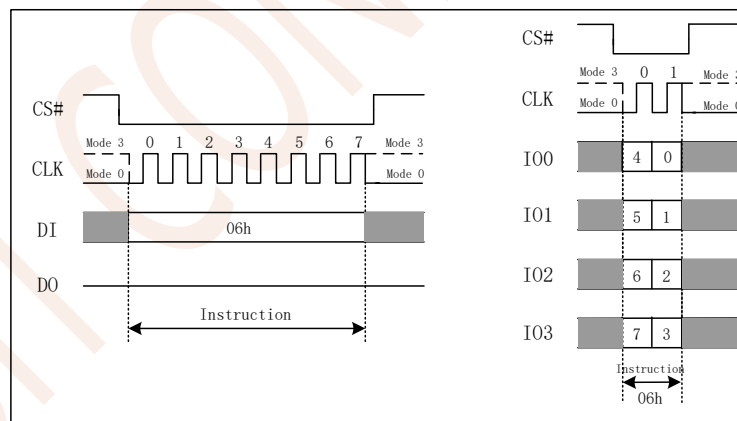 CS#
Mode 3 0 1 2 3 4 5 6 7 Mode 3
CLK
Mode 0 Mode 0
DI 06h
DO
Instruction
CS#
Mode 3 0 1 Mode
CLK
Mode 0 Mode
IO0 4 0
IO1 5 1
IO2 6 2
IO3 7 3
Instruction
06h